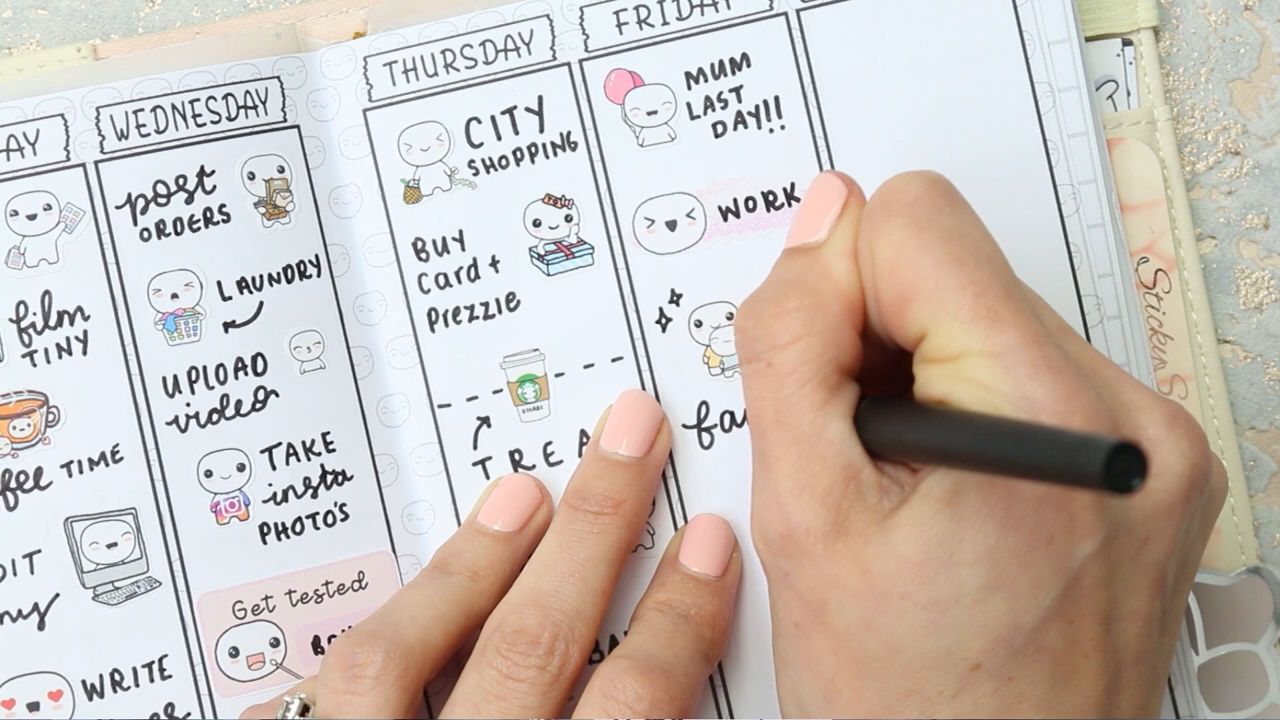 AY
film
TINY
TIME
WRITE
WEDNESDAY
post
ORDERS
LAUNDRY
UPLOAD
video
TAKE
insta
PHOTO'S
Get tested
THURSDAY
CITY
SHOPPING
BUY
Card +
Prezzie
TREA
FRIDAY
MUM
LAST
DAY!!
WORK
fa